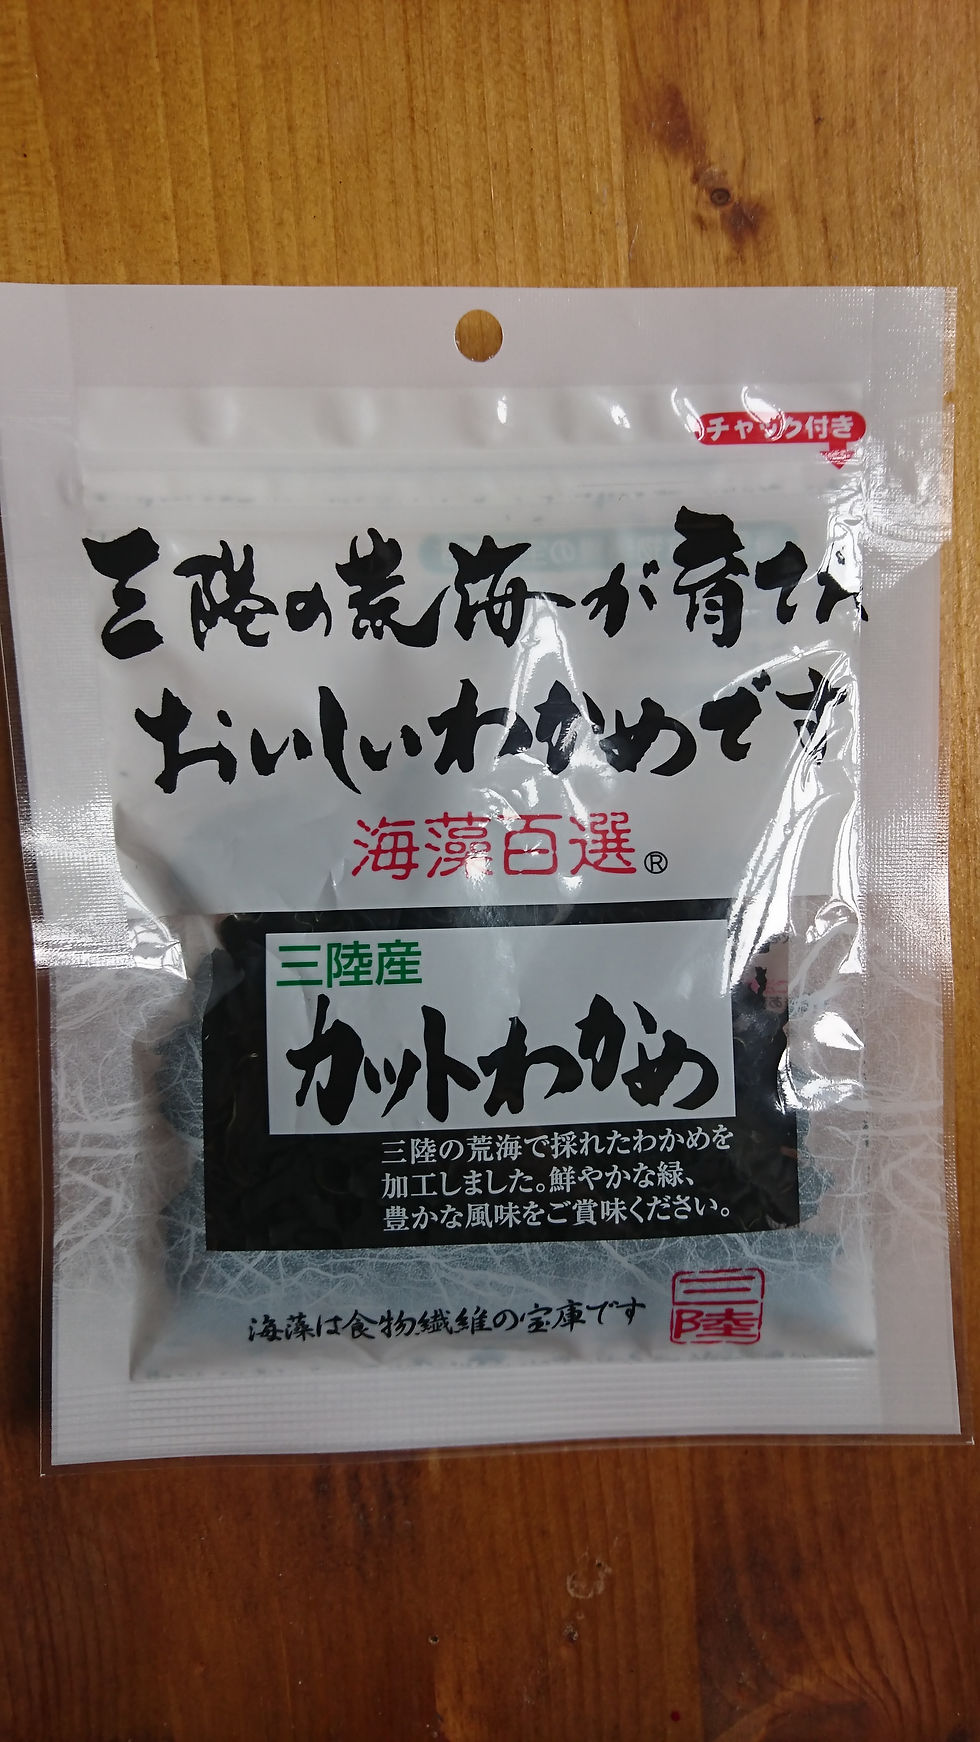 チャック付き
三陸の荒海が育てた
おいしいわかめです
海藻百選®
三陸産
カットわかめ
三陸の荒海で採れたわかめを
加工しました。鮮やかな緑、
豊かな風味をご賞味ください。
海藻は食物繊維の宝庫です
三陸